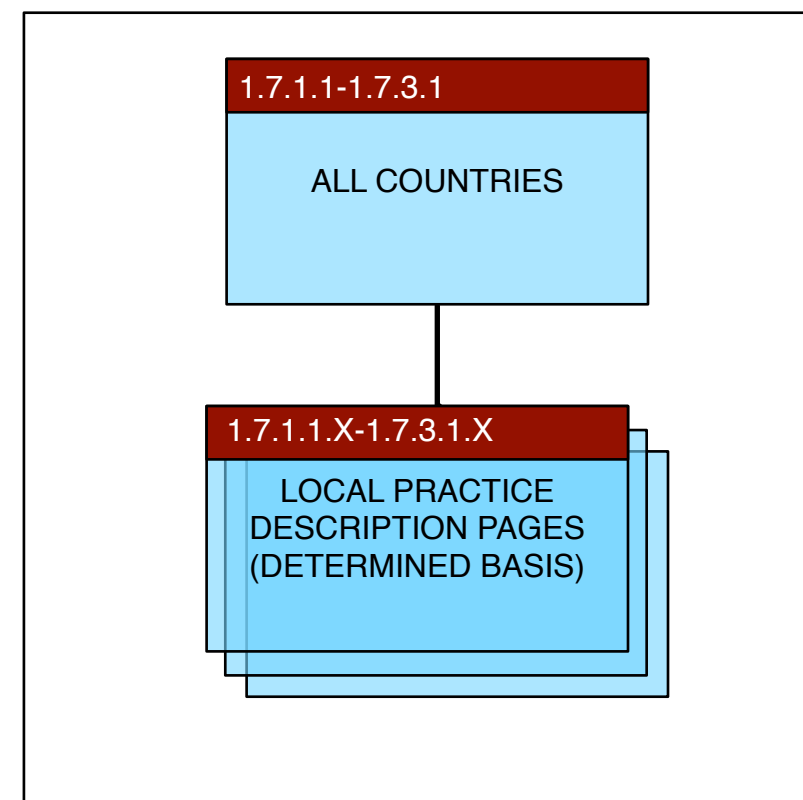 1.7.1.1-1.7.3.1
ALL COUNTRIES
1.7.1.1.X-1.7.3.1.X
LOCAL PRACTICE
DESCRIPTION PAGES
(DETERMINED BASIS)